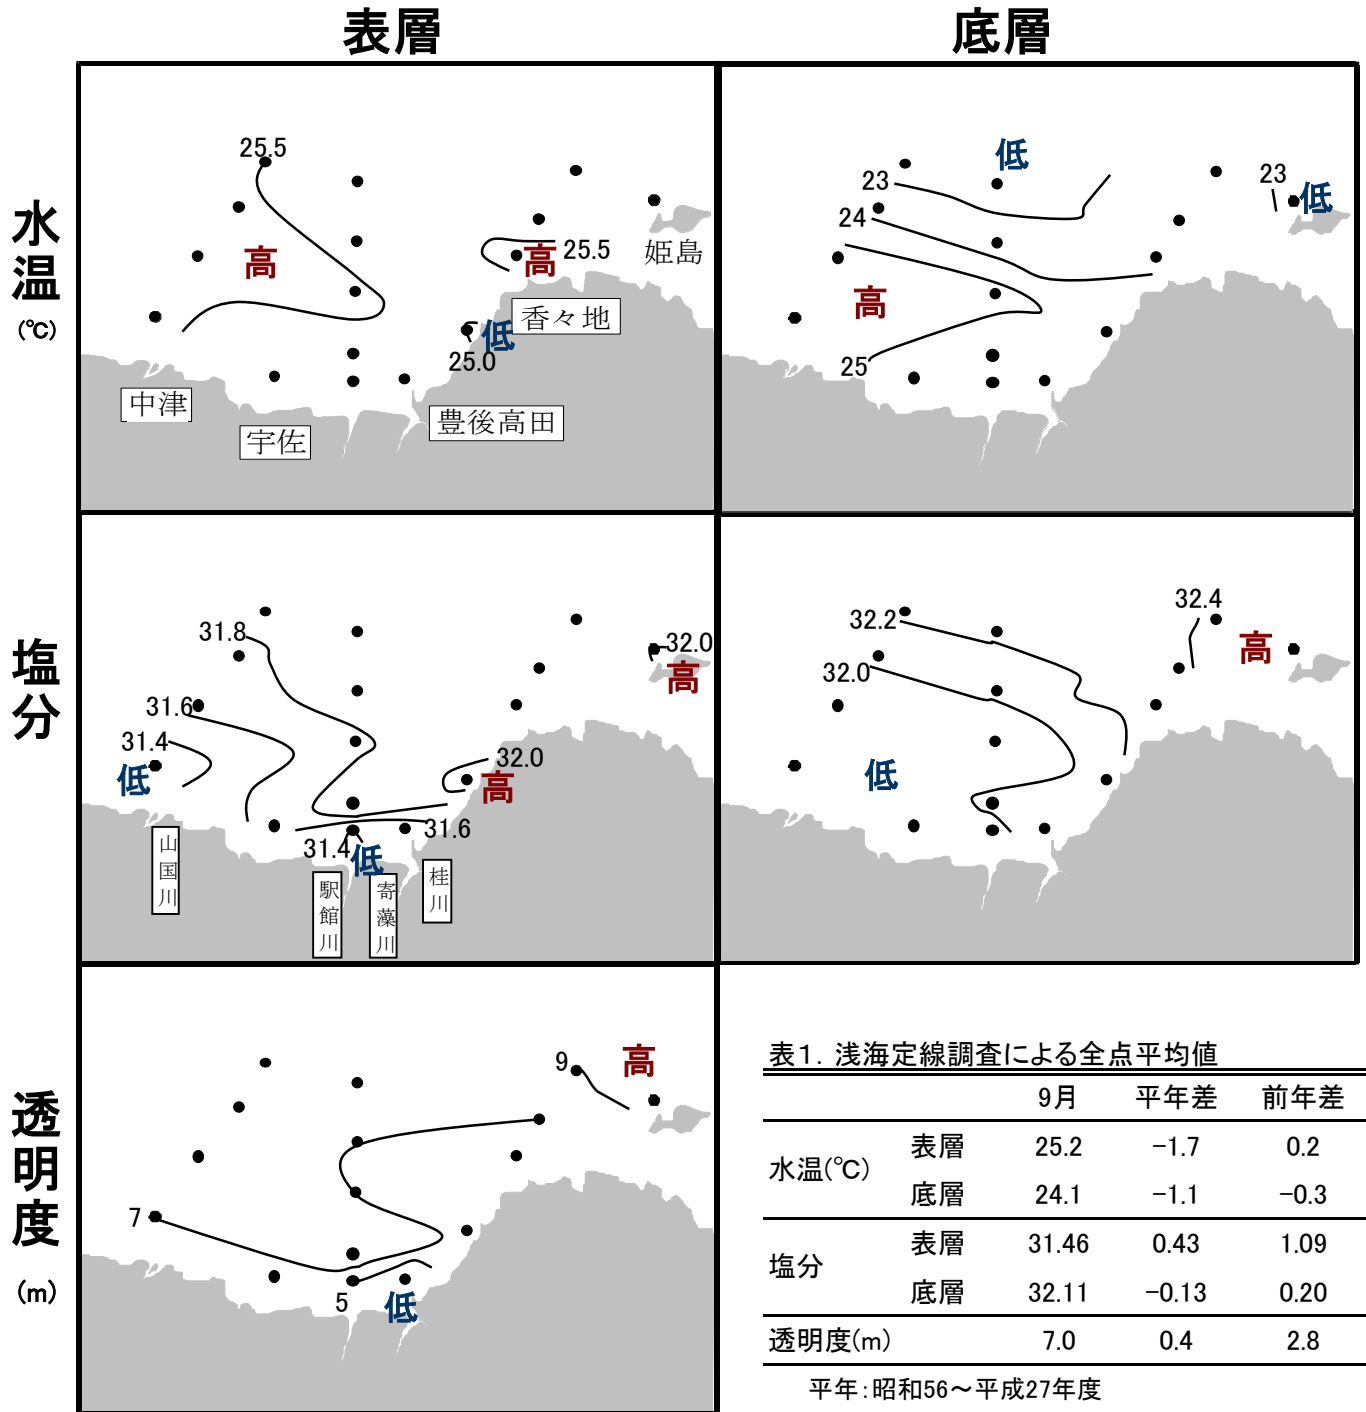 表層
底層
水温
(℃)
25.5
高
高
25.5
姫島
低
25.0
香々地
中津
宇佐
豊後高田
低
23
23
低
24
高
25
塩分
31.8
31.6
31.4
低
32.0
高
32.0
高
31.6
31.4
低
山国川
駅館川
寄藻川
桂川
32.2
32.0
32.4
高
低
透明度
(m)
9
高
7
5
低
表1. 浅海定線調査による全点平均値
9月 平年差 前年差
水温(℃) 表層 25.2 -1.7 0.2
底層 24.1 -1.1 -0.3
塩分 表層 31.46 0.43 1.09
底層 32.11 -0.13 0.20
透明度(m) 7.0 0.4 2.8
平年:昭和56～平成27年度